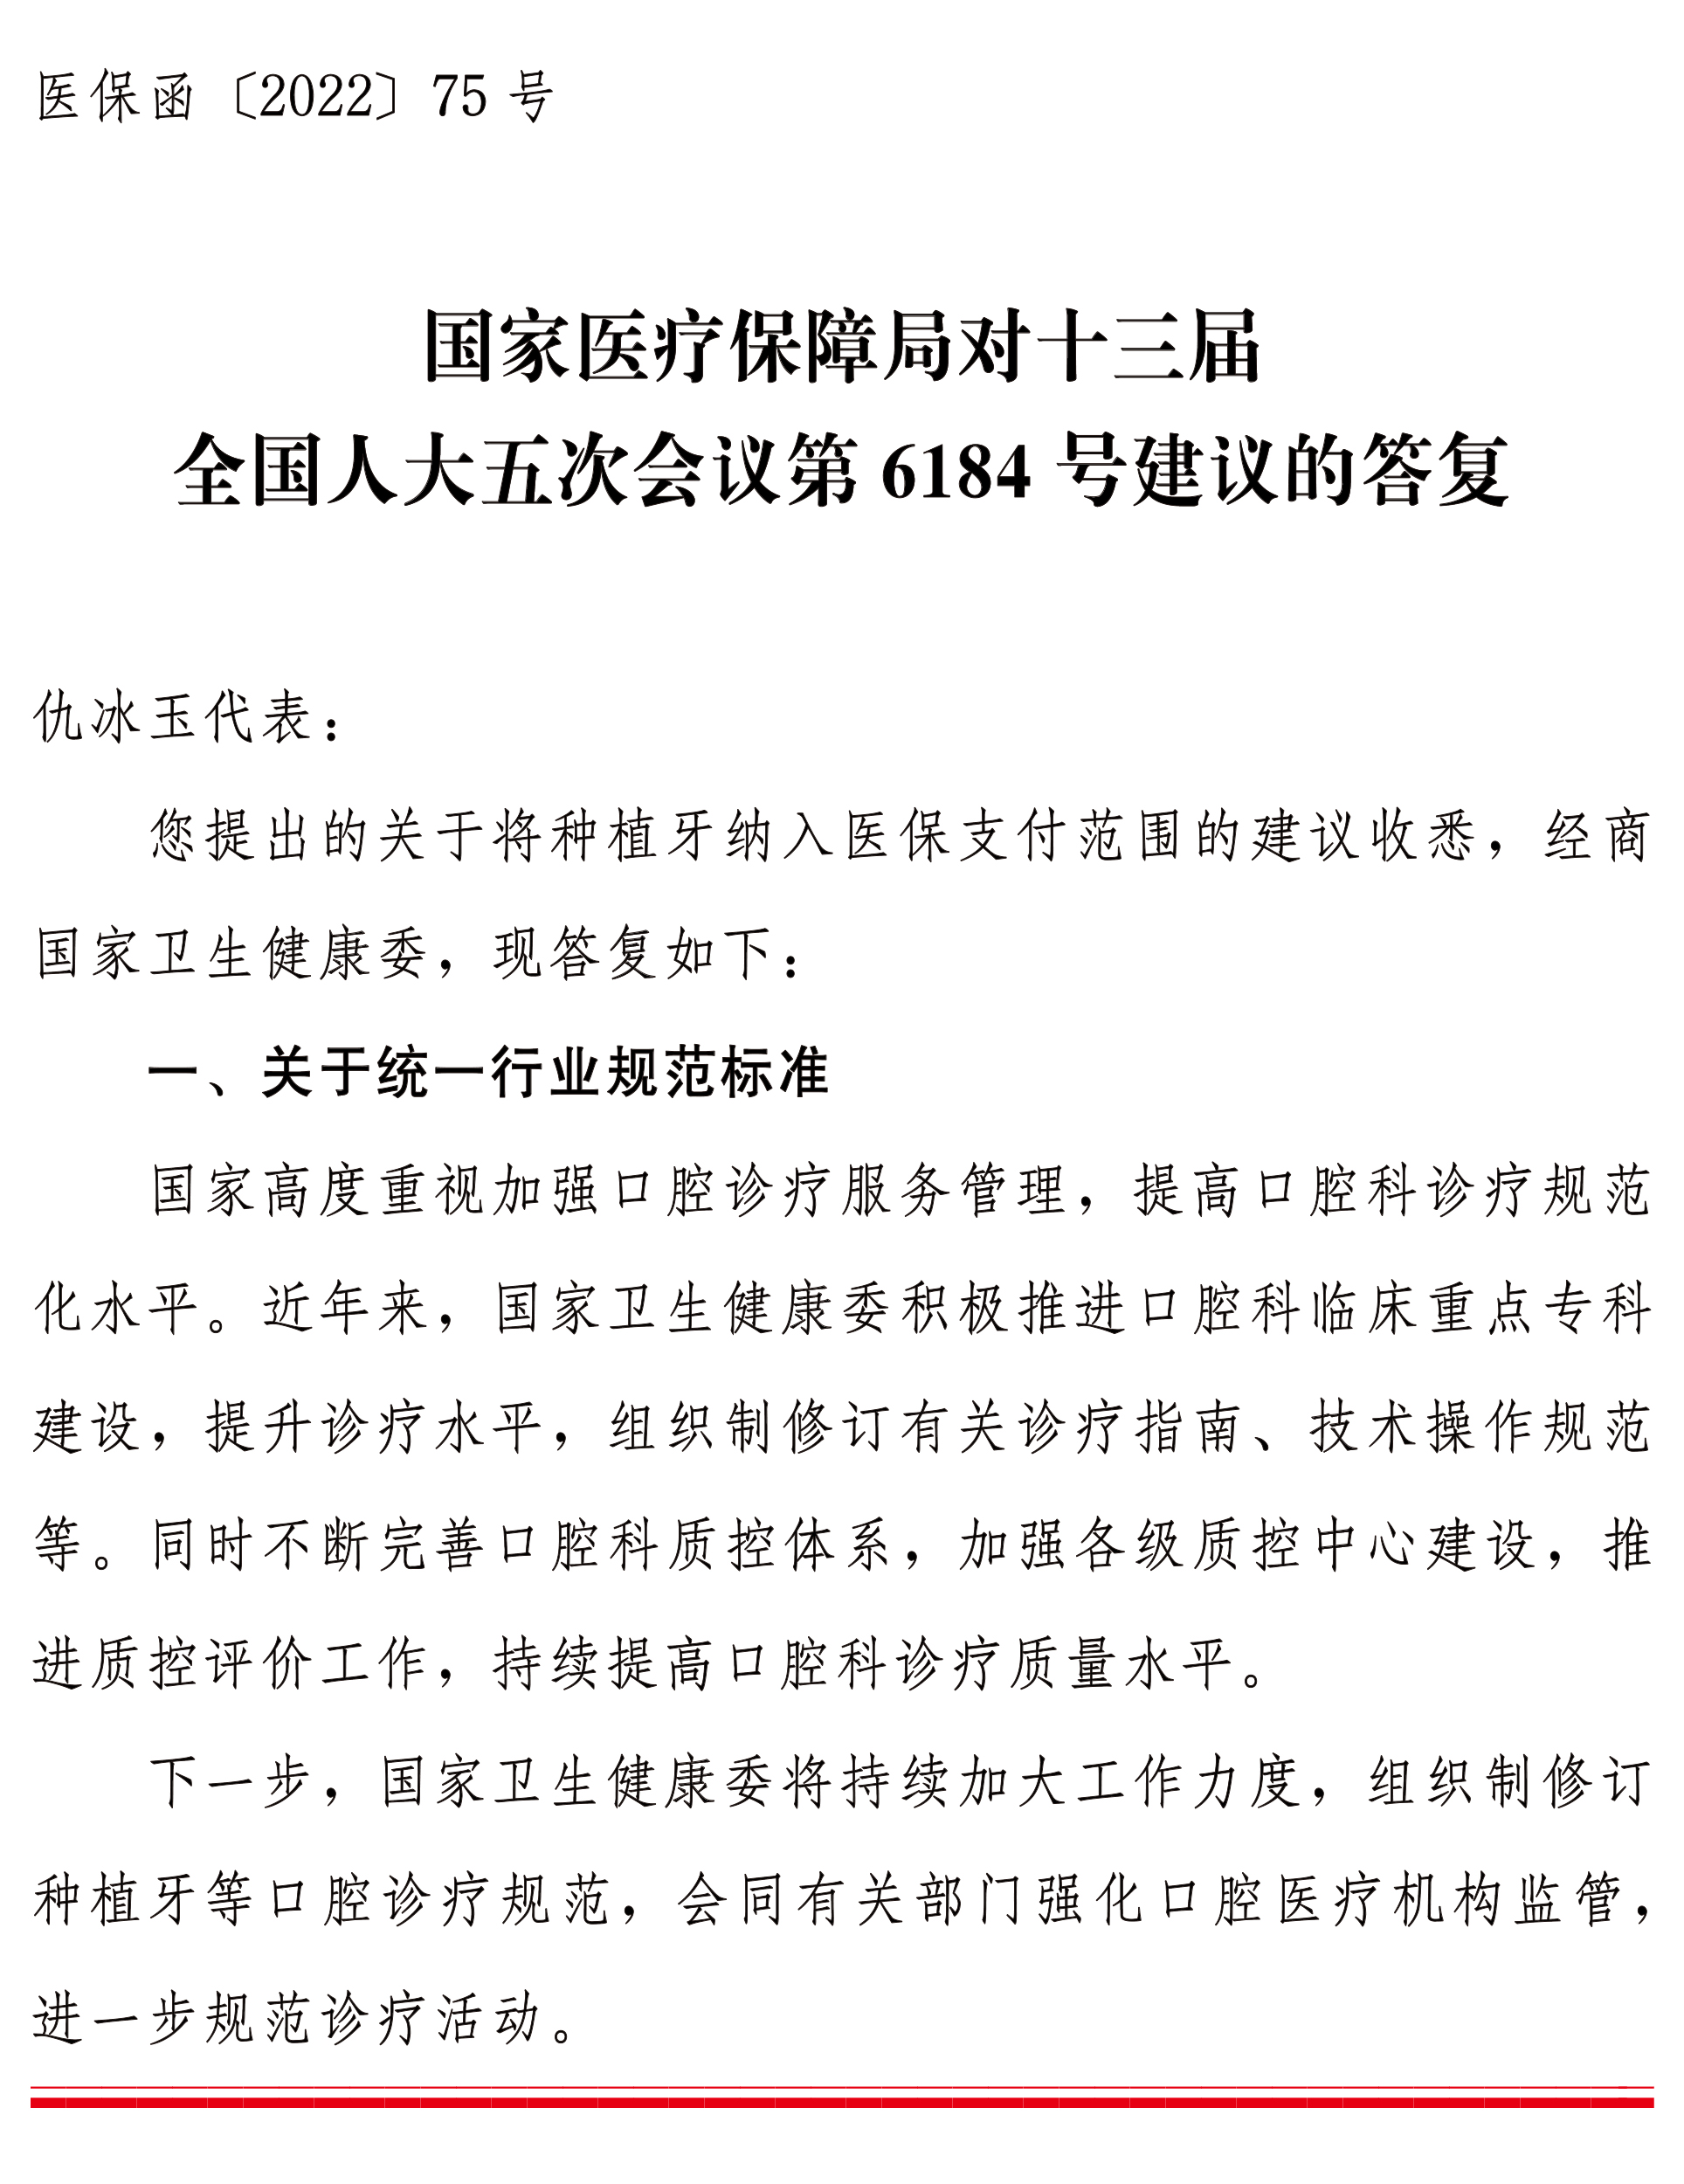 医保函〔2022〕75 号
国家医疗保障局对十三届
全国人大五次会议第 6184 号建议的答复
仇冰玉代表：
您提出的关于将种植牙纳入医保支付范围的建议收悉，经商
国家卫生健康委，现答复如下：
一、关于统一行业规范标准
国家高度重视加强口腔诊疗服务管理，提高口腔科诊疗规范
化水平。近年来，国家卫生健康委积极推进口腔科临床重点专科
建设，提升诊疗水平，组织制修订有关诊疗指南、技术操作规范
等。同时不断完善口腔科质控体系，加强各级质控中心建设，推
进质控评价工作，持续提高口腔科诊疗质量水平。
下一步，国家卫生健康委将持续加大工作力度，组织制修订
种植牙等口腔诊疗规范，会同有关部门强化口腔医疗机构监管，
进一步规范诊疗活动。